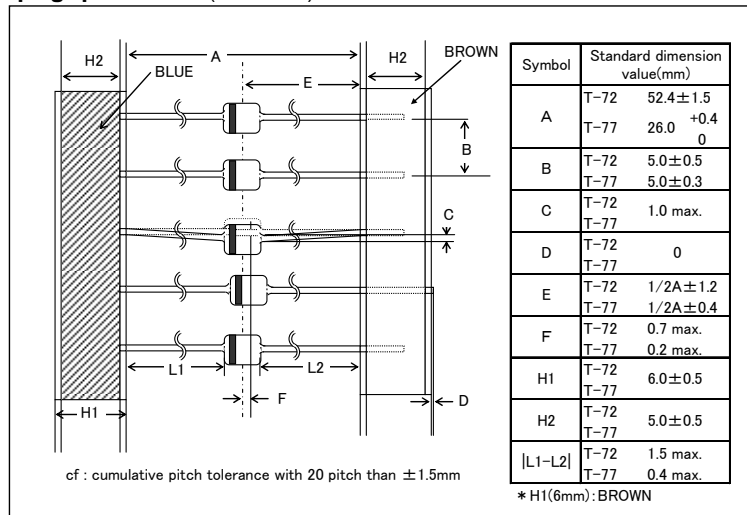 H2
A
H2
BROWN
BLUE
E
B
C
L1
L2
F
D
H1
cf : cumulative pitch tolerance with 20 pitch than ±1.5mm
Symbol Standard dimension value(mm)
A T-72 52.4±1.5
T-77 26.0 +0.4 0
B T-72 5.0±0.5
T-77 5.0±0.3
C T-72 1.0 max.
T-77
D T-72 0
T-77
E T-72 1/2A±1.2
T-77 1/2A±0.4
F T-72 0.7 max.
T-77 0.2 max.
H1 T-72 6.0±0.5
T-77
H2 T-72 5.0±0.5
T-77
|L1-L2| T-72 1.5 max.
T-77 0.4 max.
*H1(6mm):BROWN